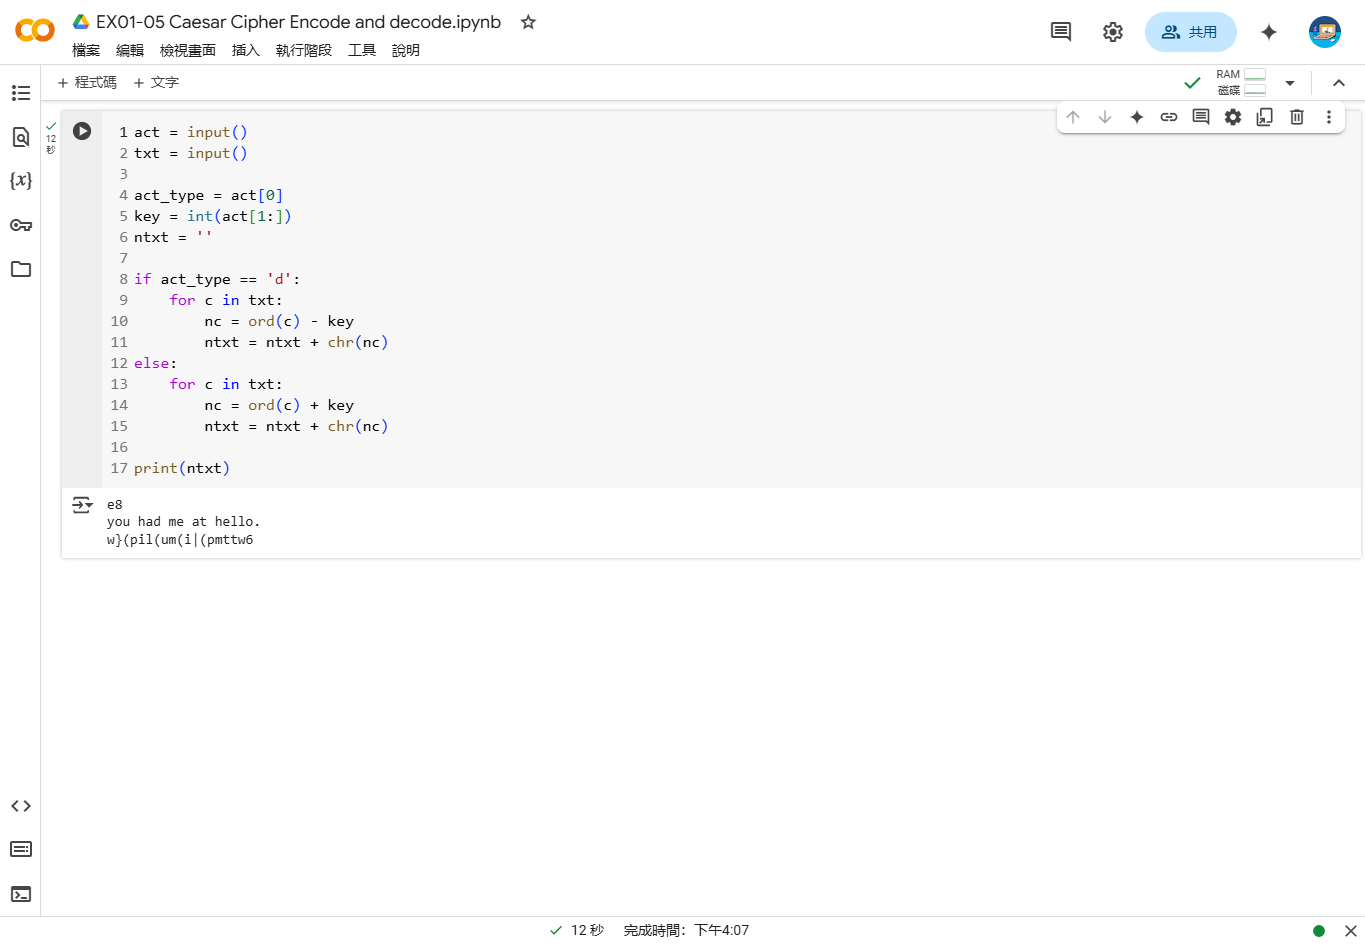 EX01-05 Caesar Cipher Encode and decode.ipynb
檔案 編輯 檢視畫面 插入 執行階段 工具 說明
共用
+ 程式碼 + 文字
RAM
磁碟
12
秒
1 act = input()
2 txt = input()
3
4 act_type = act[0]
5 key = int(act[1:])
6 ntxt = ''
7
8 if act_type == 'd':
9     for c in txt:
10         nc = ord(c) - key
11         ntxt = ntxt + chr(nc)
12 else:
13     for c in txt:
14         nc = ord(c) + key
15         ntxt = ntxt + chr(nc)
16
17 print(ntxt)
e8
you had me at hello.
w}(pil(um(i|(pmttw6
12 秒 完成時間：下午4:07